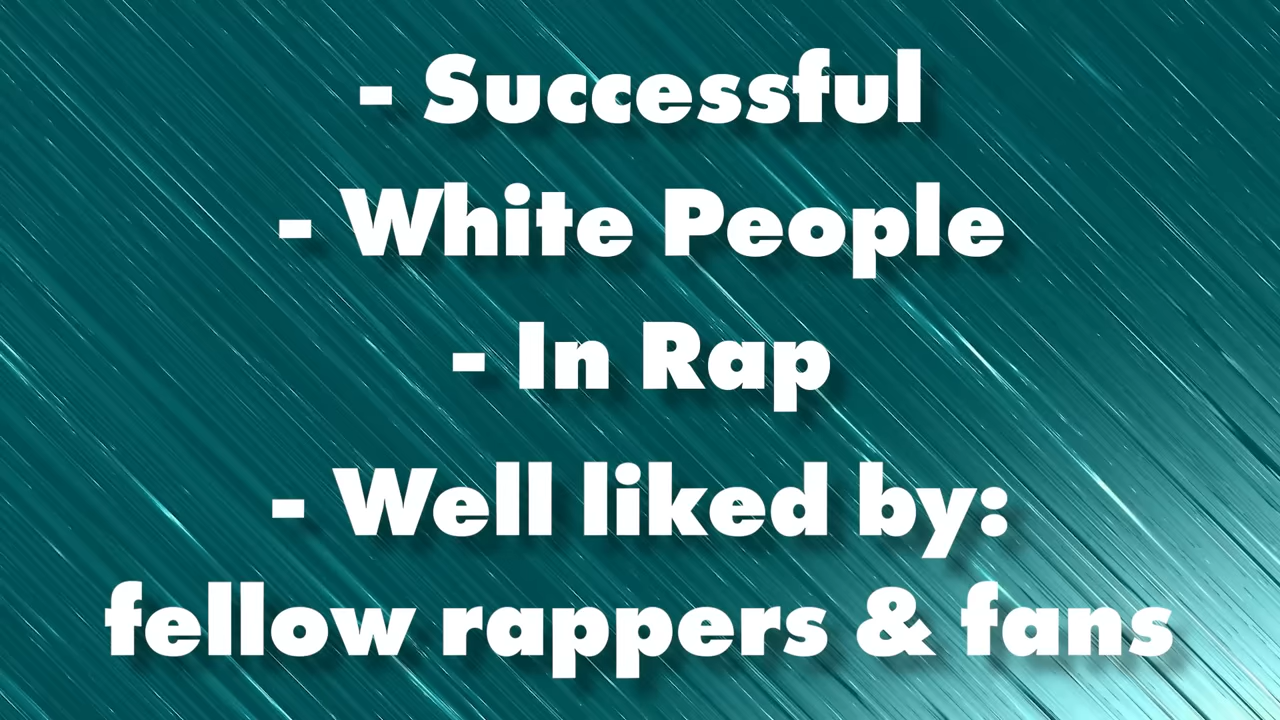 - Successful
- White People
- In Rap
- Well liked by:
fellow rappers & fans